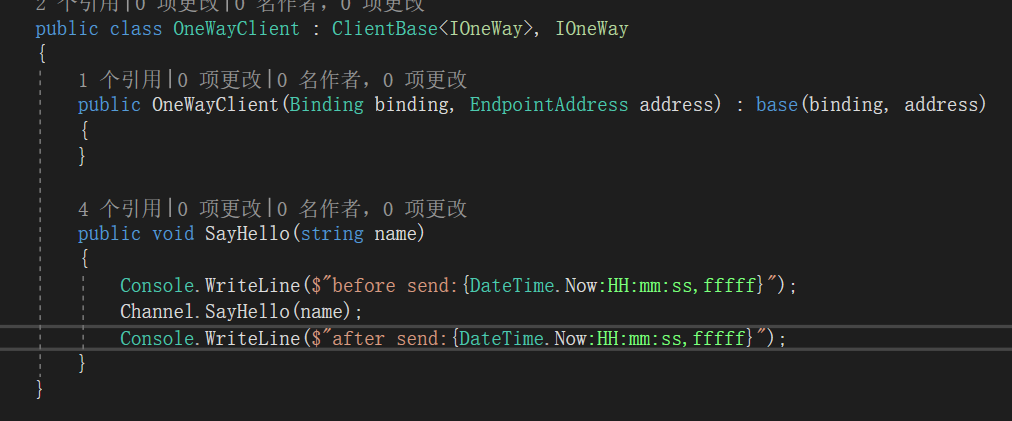 2 个引用|0 项更改|0 名作者, 0 项更改
public class OneWayClient : ClientBase<IOneWay>, IOneWay
{
1 个引用|0 项更改|0 名作者, 0 项更改
public OneWayClient(Binding binding, EndpointAddress address) : base(binding, address)
{
}
4 个引用|0 项更改|0 名作者, 0 项更改
public void SayHello(string name)
{
Console.WriteLine($"before send:{DateTime.Now:HH:mm:ss,fffff}");
Channel.SayHello(name);
Console.WriteLine($"after send:{DateTime.Now:HH:mm:ss,fffff}");
}
}